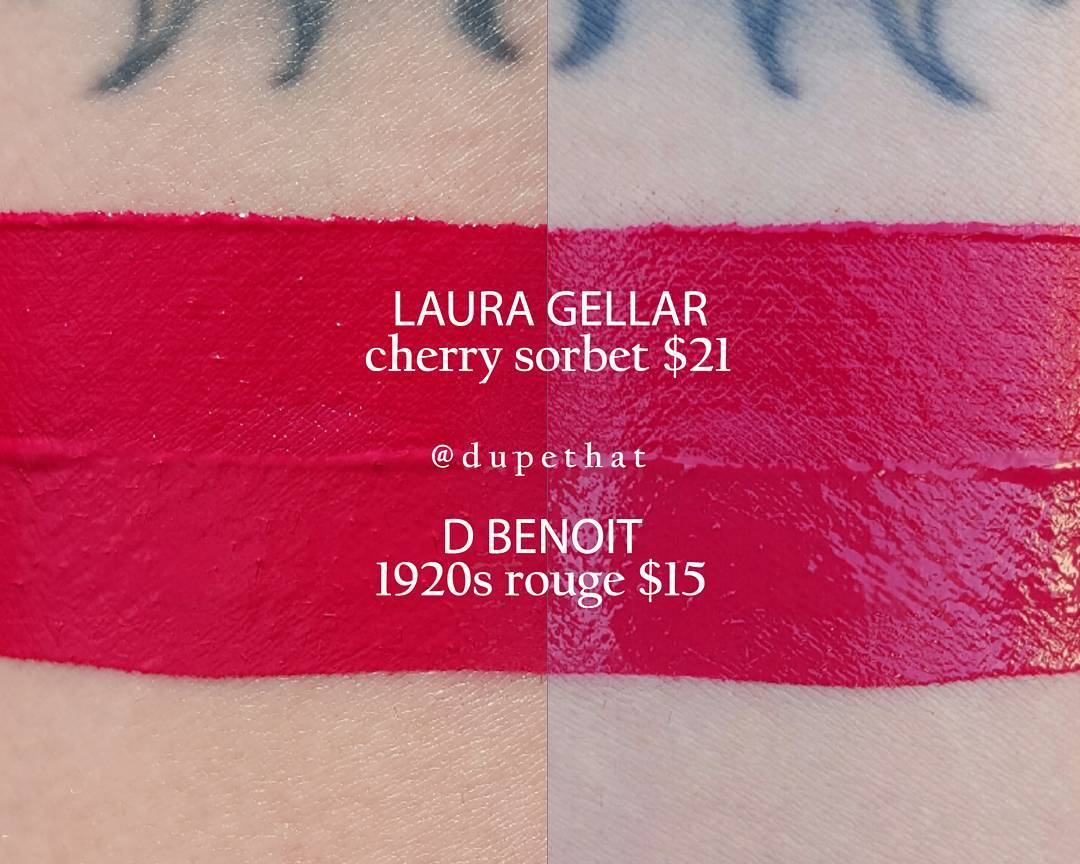 LAURA GELLAR
cherry sorbet $21
@dupethat
D BENOIT
1920s rouge $15